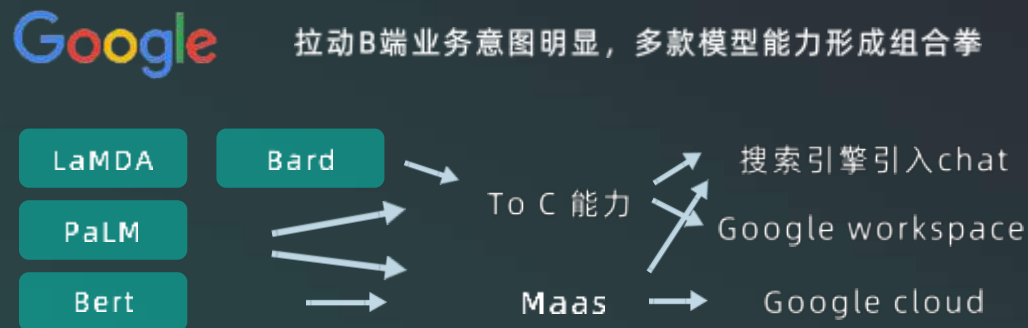 Google
拉动B端业务意图明显，多款模型能力形成组合拳
LaMDA
Bard
搜索引擎引入chat
To C 能力
PaLM
Google workspace
Bert
Maas
Google cloud